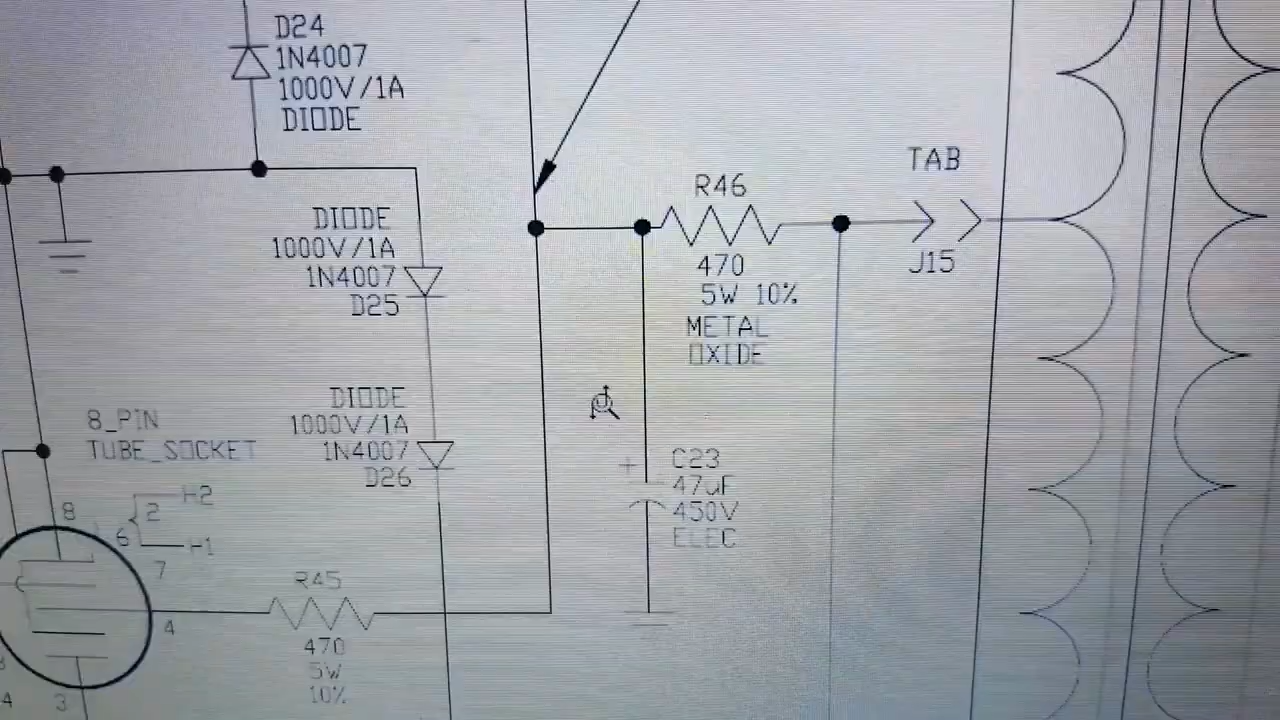 D24
1N4007
1000V/1A
DIODE
TAB
R46
J15
470
5W 10%
METAL
OXIDE
DIODE
1000V/1A
1N4007
D25
DIODE
1000V/1A
1N4007
D26
8_PIN
TUBE_SOCKET
+
C23
47uF
450V
ELEC
8
6
2
H2
H1
7
4
R45
470
5W
10%
4
3